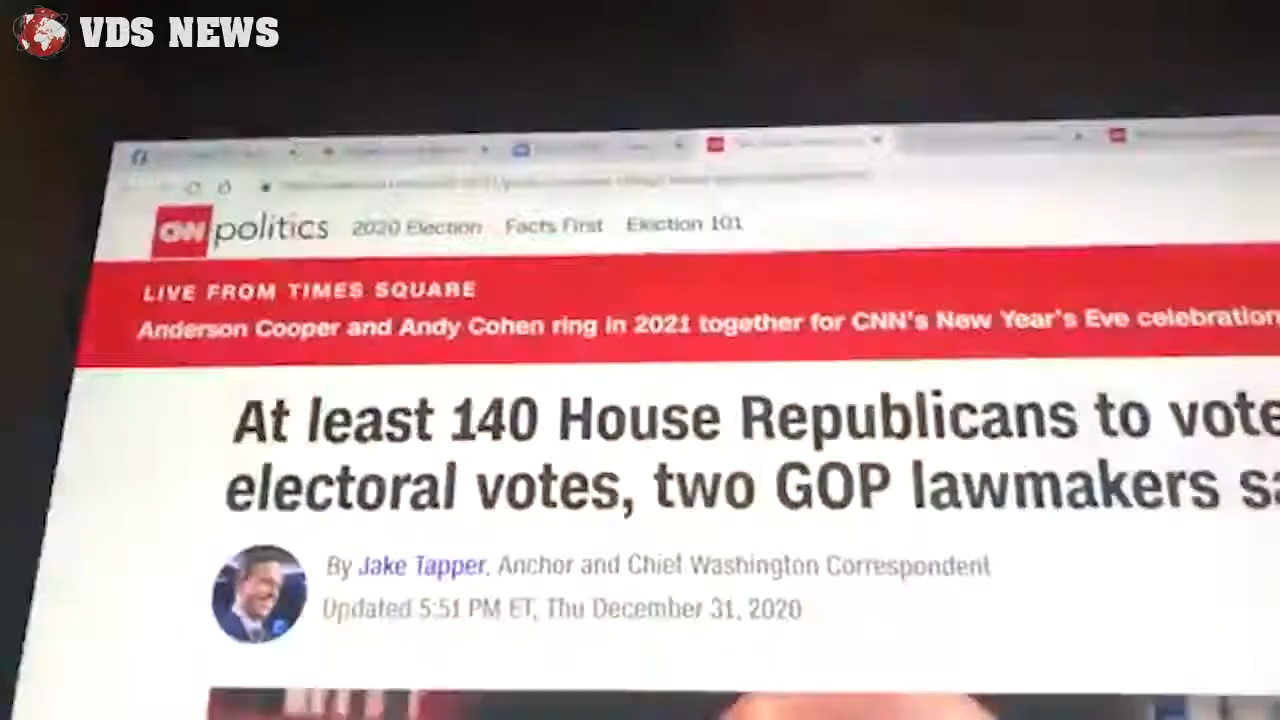 VDS NEWS
CNN politics 2020 Election Facts First Election 101
LIVE FROM TIMES SQUARE
Anderson Cooper and Andy Cohen ring in 2021 together for CNN's New Year's Eve celebration
At least 140 House Republicans to vote
electoral votes, two GOP lawmakers
By Jake Tapper, Anchor and Chief Washington Correspondent
Updated 5:51 PM ET, Thu December 31, 2020